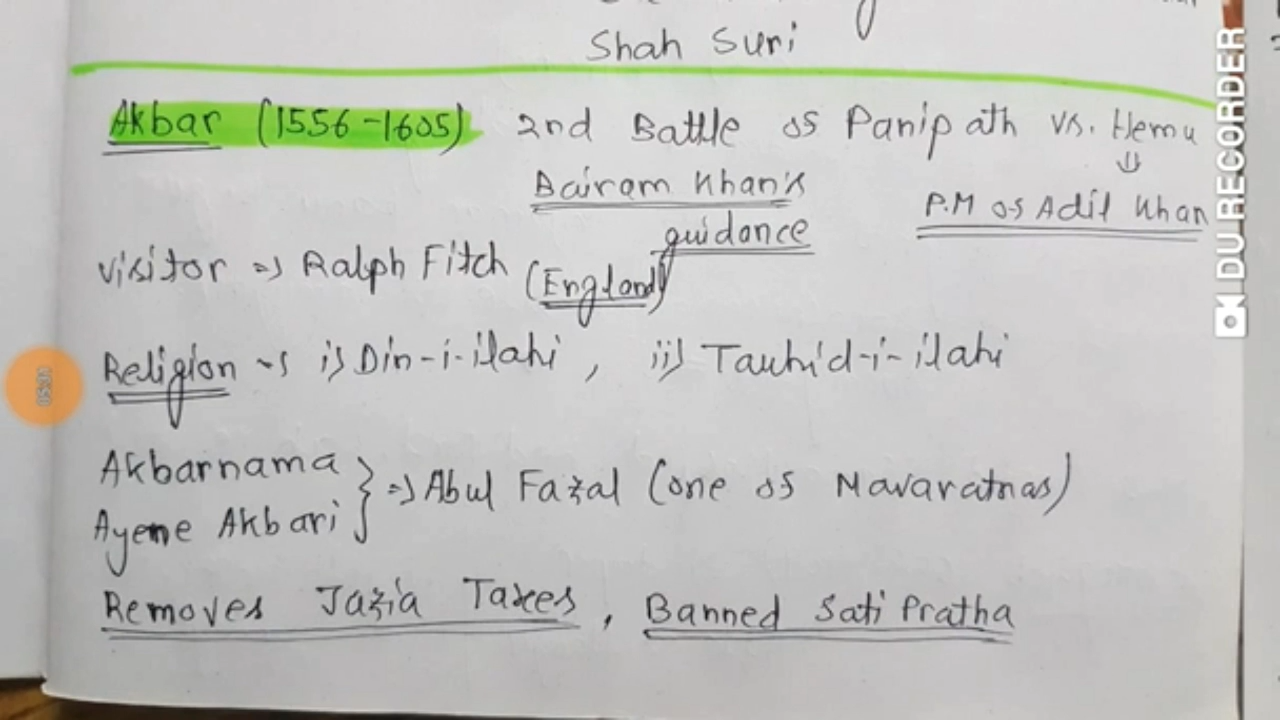 Shah Suri
Akbar (1556-1605) 2nd Battle of Panipath vs. Hemu
⇓
Bairam Khan's P.M of Adil Khan
guidance
visitor ⇒ Ralph Fitch (England)
Religion → i) Din-i-ilahi, ii) Tauhid-i-ilahi
Akbarnama } ⇒ Abul Fazal (one of Navaratnas)
Ayene Akbari
Removes Jazia Taxes, Banned Sati Pratha
DU RECORDER